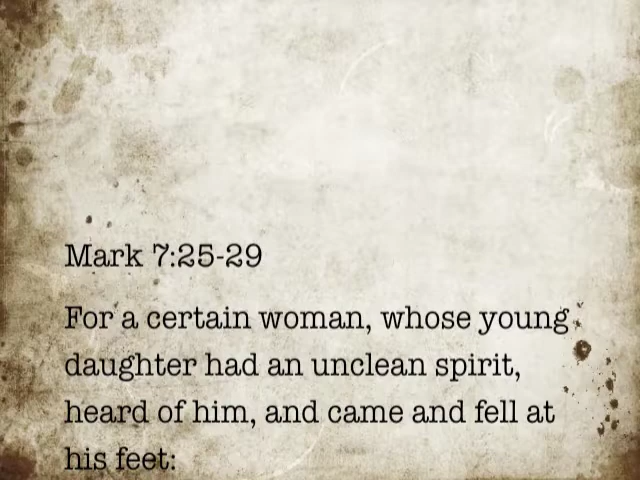 Mark 7:25-29
For a certain woman, whose young
daughter had an unclean spirit,
heard of him, and came and fell at
his feet: